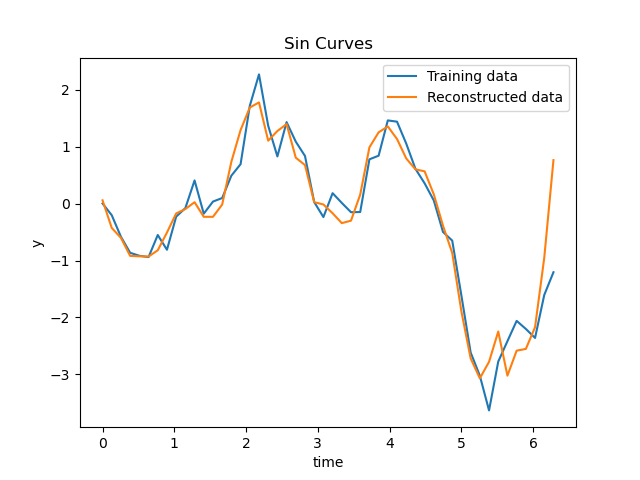 Sin Curves
Training data
Reconstructed data
2
1
0
−1
−2
−3
y
0 1 2 3 4 5 6
time